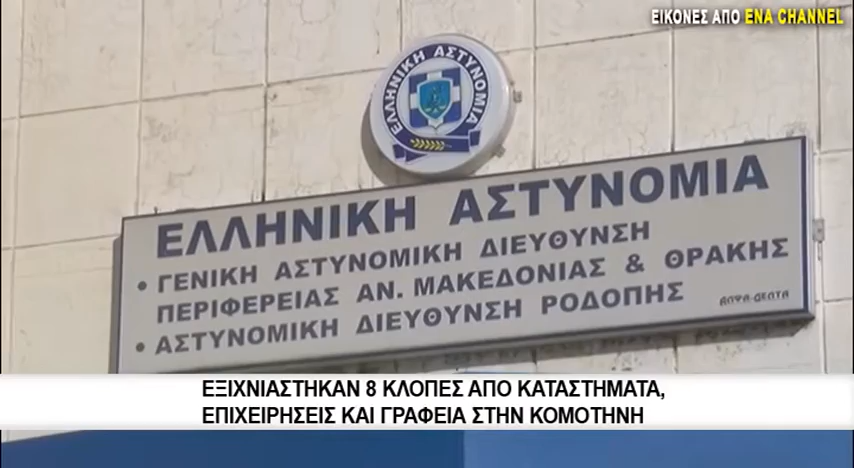 ΕΙΚΟΝΕΣ ΑΠΟ ΕΝΑ CHANNEL
ΕΛΛΗΝΙΚΗ ΑΣΤΥΝΟΜΙΑ
ΕΛΛΗΝΙΚΗ ΑΣΤΥΝΟΜΙΑ
• ΓΕΝΙΚΗ ΑΣΤΥΝΟΜΙΚΗ ΔΙΕΥΘΥΝΣΗ
ΠΕΡΙΦΕΡΕΙΑΣ ΑΝ. ΜΑΚΕΔΟΝΙΑΣ & ΘΡΑΚΗΣ
• ΑΣΤΥΝΟΜΙΚΗ ΔΙΕΥΘΥΝΣΗ ΡΟΔΟΠΗΣ
ΑΛΦΑ-ΔΕΛΤΑ
ΕΞΙΧΝΙΑΣΤΗΚΑΝ 8 ΚΛΟΠΕΣ ΑΠΟ ΚΑΤΑΣΤΗΜΑΤΑ,
ΕΠΙΧΕΙΡΗΣΕΙΣ ΚΑΙ ΓΡΑΦΕΙΑ ΣΤΗΝ ΚΟΜΟΤΗΝΗ